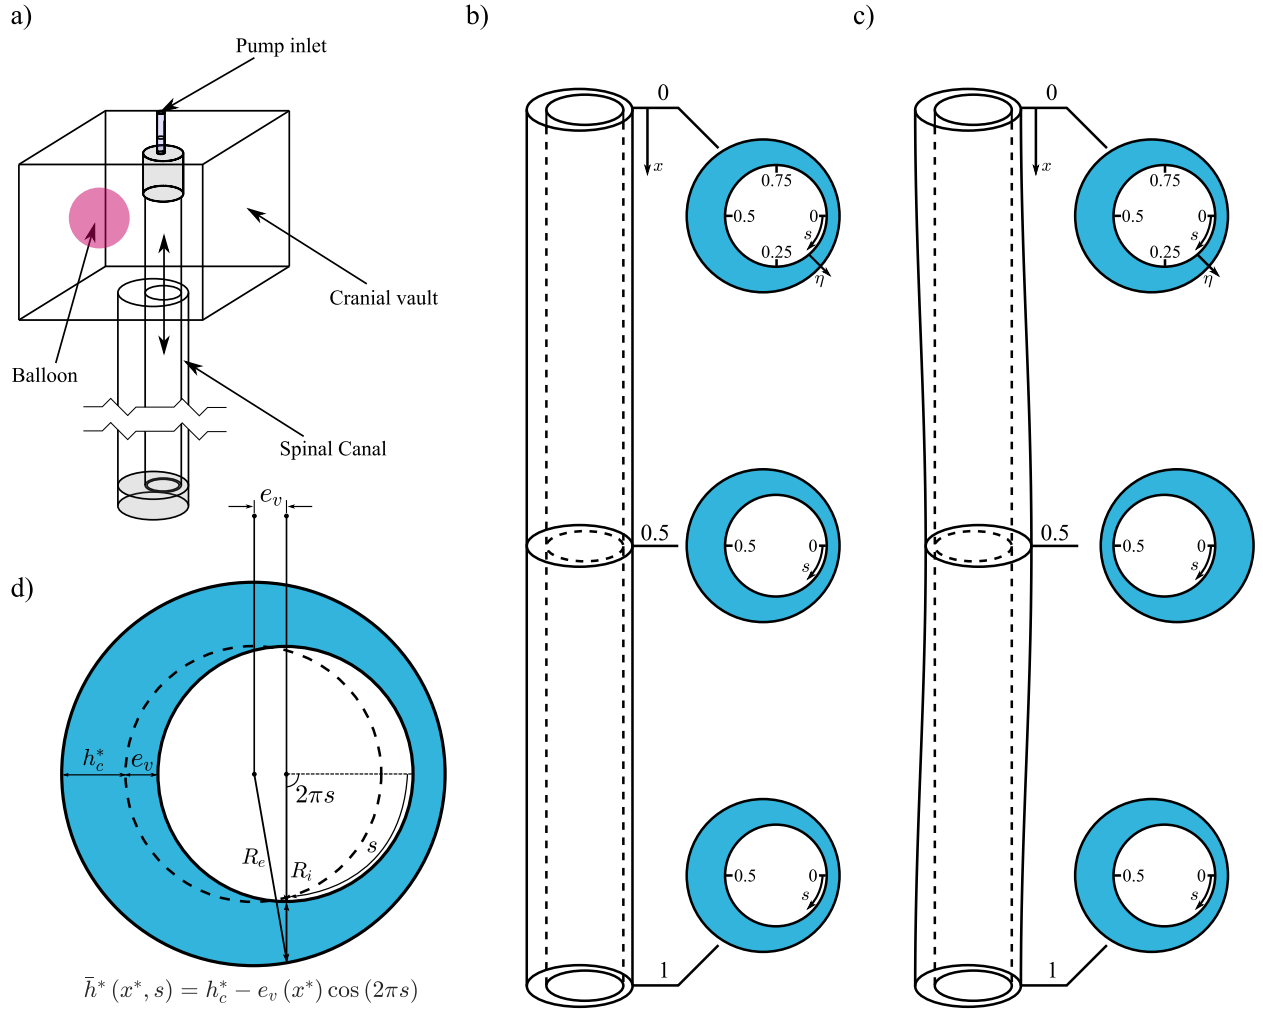 a)
Pump inlet
Cranial vault
Balloon
Spinal Canal
b)
0
x
0.75
0.5
0
s
0.25
η
0.5
0.5
0
s
0.5
0
s
1
c)
0
x
0.75
0.5
0
s
0.25
η
0.5
0.5
0
s
0.5
0
s
1
d)
e_v
h_c^*
e_v
2πs
s
R_e
R_i
h̄* (x*, s) = h_c^* − e_v (x*) cos (2πs)